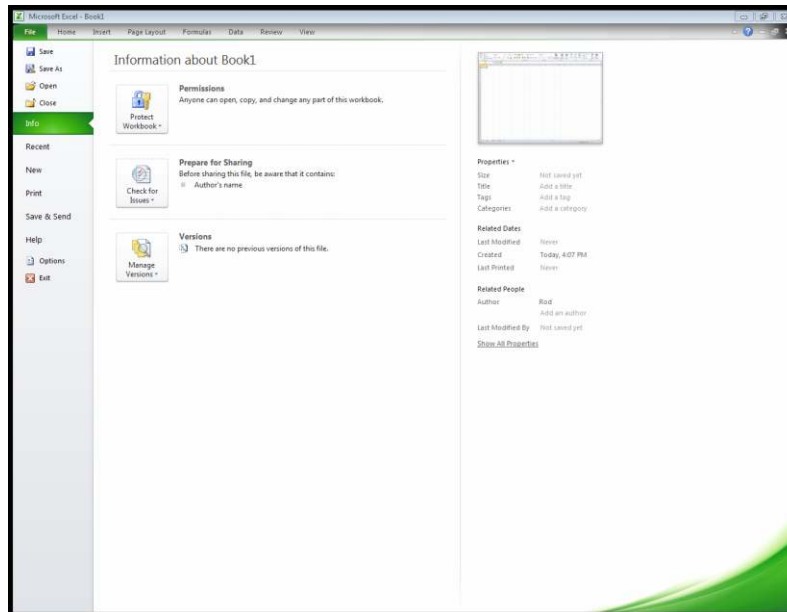 Microsoft Excel - Book1
File Home Insert Page Layout Formulas Data Review View
Save
Save As
Open
Close
Info
Recent
New
Print
Save & Send
Help
Options
Exit
Information about Book1
Protect
Workbook
Permissions
Anyone can open, copy, and change any part of this workbook.
Check for
Issues
Prepare for Sharing
Before sharing this file, be aware that it contains:
Author's name
Manage
Versions
Versions
There are no previous versions of this file.
Properties
Size Not saved yet
Title Add a title
Tags Add a tag
Categories Add a category
Related Dates
Last Modified Never
Created Today, 4:07 PM
Last Printed Never
Related People
Author Rod
Add an author
Last Modified By Not saved yet
Show All Properties